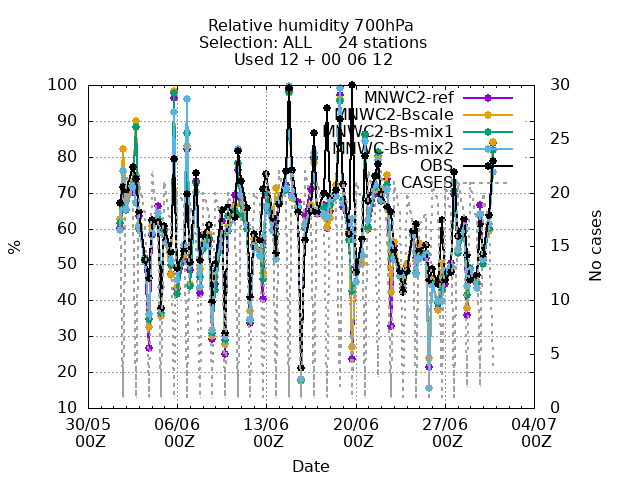 Relative humidity 700hPa
Selection: ALL 24 stations
Used 12 + 00 06 12
100
90
80
70
60
50
40
30
20
10
%
30
25
20
15
10
5
0
No cases
MNWC2-ref
MNWC2-Bscale
MNWC2-Bs-mix1
MNWC-Bs-mix2
OBS
CASES
30/05 06/06 13/06 20/06 27/06 04/07
00Z 00Z 00Z 00Z 00Z 00Z
Date